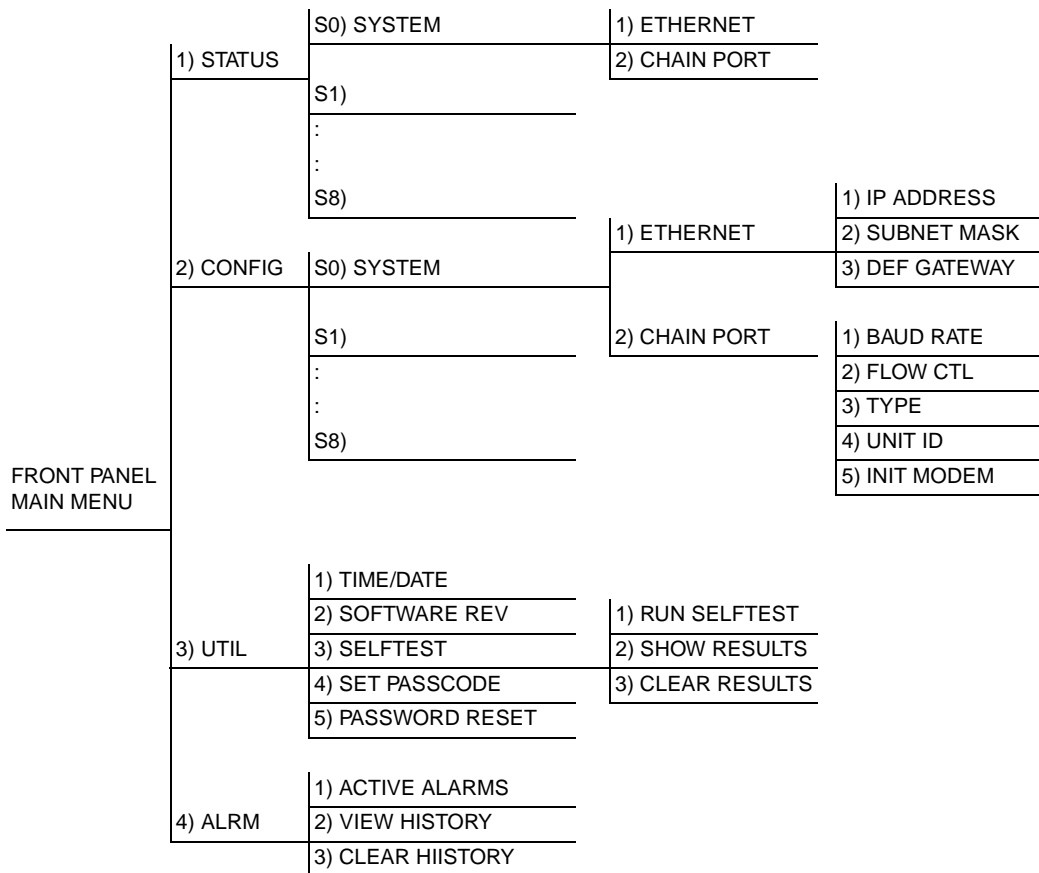 FRONT PANEL
MAIN MENU
1) STATUS
S0) SYSTEM
1) ETHERNET
2) CHAIN PORT
S1)
:
:
S8)
2) CONFIG
S0) SYSTEM
1) ETHERNET
1) IP ADDRESS
2) SUBNET MASK
3) DEF GATEWAY
2) CHAIN PORT
1) BAUD RATE
2) FLOW CTL
3) TYPE
4) UNIT ID
5) INIT MODEM
S1)
:
:
S8)
3) UTIL
1) TIME/DATE
2) SOFTWARE REV
3) SELFTEST
1) RUN SELFTEST
2) SHOW RESULTS
3) CLEAR RESULTS
4) SET PASSCODE
5) PASSWORD RESET
4) ALRM
1) ACTIVE ALARMS
2) VIEW HISTORY
3) CLEAR HIISTORY